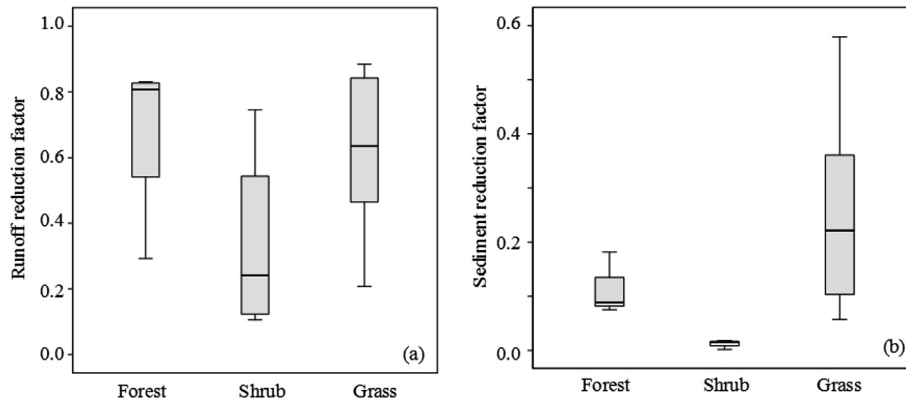 Runoff reduction factor
1.0
0.8
0.6
0.4
0.2
0.0
(a)
Forest Shrub Grass
Sediment reduction factor
0.6
0.4
0.2
0.0
(b)
Forest Shrub Grass